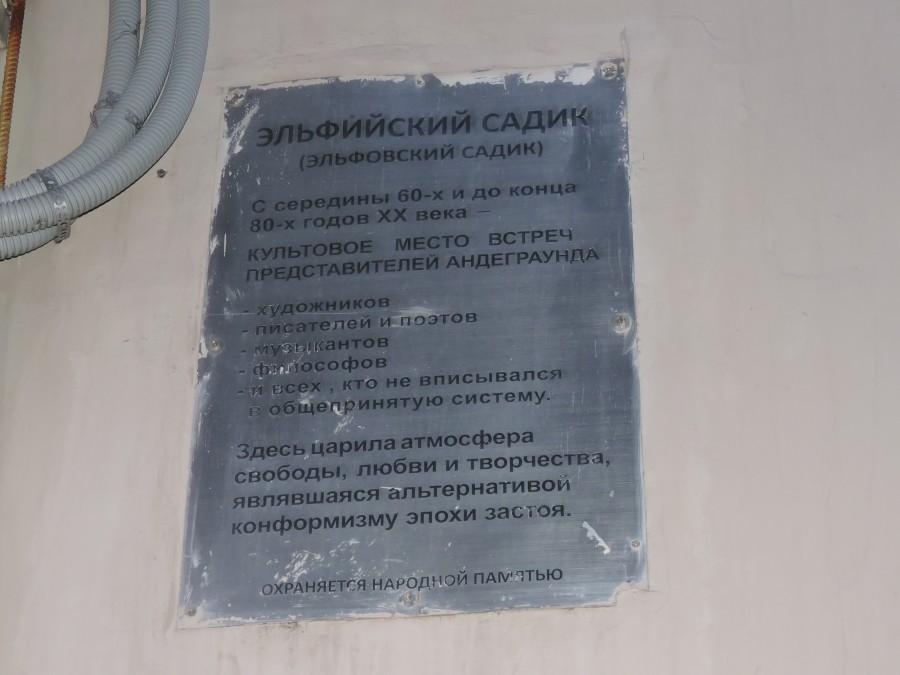 ЭЛЬФИЙСКИЙ САДИК
(ЭЛЬФОВСКИЙ САДИК)
С середины 60-х и до конца
80-х годов XX века –
КУЛЬТОВОЕ МЕСТО ВСТРЕЧ
ПРЕДСТАВИТЕЛЕЙ АНДЕГРАУНДА
- художников
- писателей и поэтов
- музыкантов
- философов
- и всех , кто не вписывался
в общепринятую систему.
Здесь царила атмосфера
свободы, любви и творчества,
являвшаяся альтернативой
конформизму эпохи застоя.
ОХРАНЯЕТСЯ НАРОДНОЙ ПАМЯТЬЮ